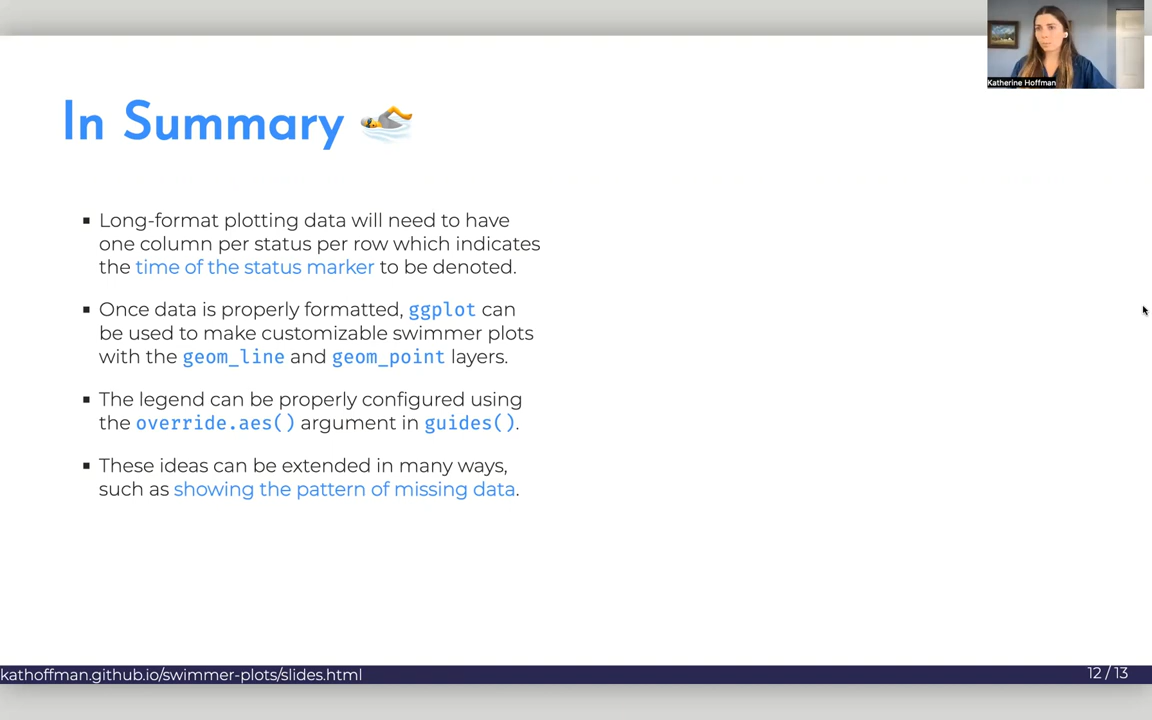 Katherine Hoffman
In Summary
Long-format plotting data will need to have
one column per status per row which indicates
the time of the status marker to be denoted.
Once data is properly formatted, ggplot can
be used to make customizable swimmer plots
with the geom_line and geom_point layers.
The legend can be properly configured using
the override.aes() argument in guides().
These ideas can be extended in many ways,
such as showing the pattern of missing data.
kathoffman.github.io/swimmer-plots/slides.html
12 / 13